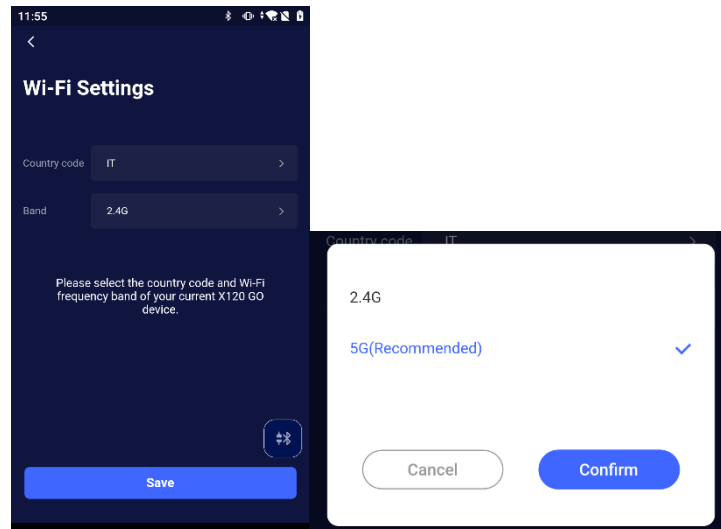 11:55
Wi-Fi Settings
Country code
IT
Band
2.4G
Please select the country code and Wi-Fi
frequency band of your current X120 GO
device.
Save
Country code IT
2.4G
5G(Recommended)
Cancel
Confirm